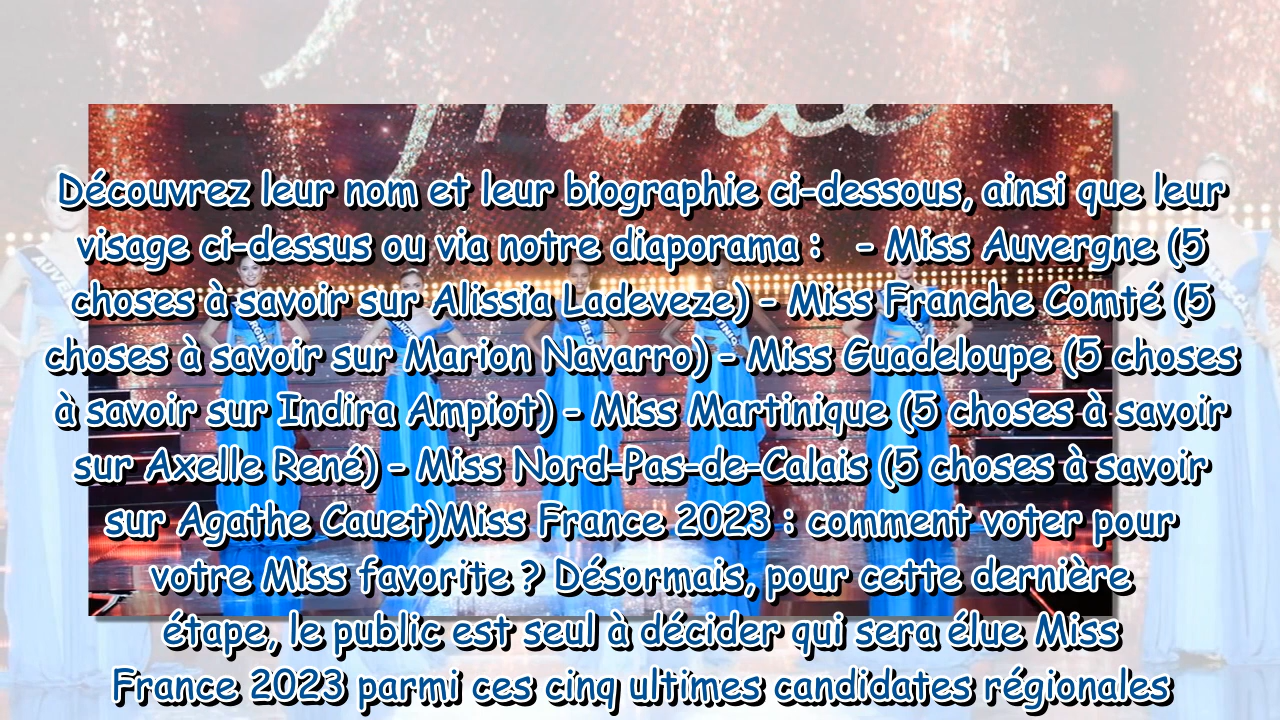 france
Découvrez leur nom et leur biographie ci-dessous, ainsi que leur
visage ci-dessus ou via notre diaporama :   - Miss Auvergne (5
choses à savoir sur Alissia Ladeveze) - Miss Franche Comté (5
choses à savoir sur Marion Navarro) - Miss Guadeloupe (5 choses
à savoir sur Indira Ampiot) - Miss Martinique (5 choses à savoir
sur Axelle René) - Miss Nord-Pas-de-Calais (5 choses à savoir
sur Agathe Cauet)Miss France 2023 : comment voter pour
votre Miss favorite ? Désormais, pour cette dernière
étape, le public est seul à décider qui sera élue Miss
France 2023 parmi ces cinq ultimes candidates régionales